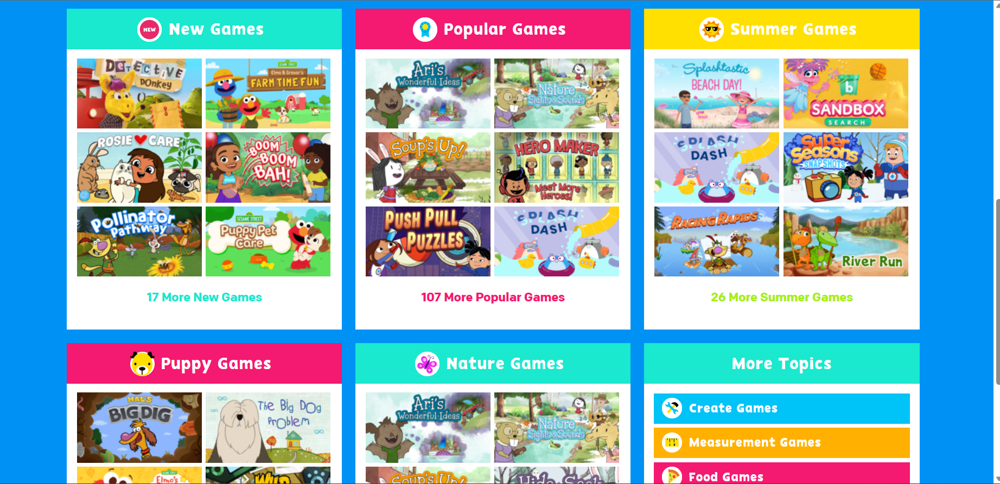 NEW
New Games
DETECTIVE
DOnkey
SESAME STREET
Elmo & Grover's
FARM TIME FUN
ROSIE CARE
BOOM
BOOM
BAH!
Pollinator
Pathway
SESAME STREET
Puppy Pet
Care
17 More New Games
Popular Games
Ari's
Wonderful Ideas
Nature
Sights & Sounds
Soup's Up!
HERO MAKER
Meet More
Heroes!
PUSH PULL
PUZZLES
SPLASH
DASH
107 More Popular Games
Summer Games
Splashtastic
BEACH DAY!
b
SANDBOX
SEARCH
SPLASH
DASH
Super
Seasons
SNAPSHOTS
RACING RAPIDS
River Run
26 More Summer Games
Puppy Games
HAL'S
BIG DIG
The Big DOg
PrOblem
SESAME STREET
Elmo's
WILD
Nature Games
Ari's
Wonderful Ideas
Nature
Sights & Sounds
Soup's Up!
Hide Seek
More Topics
Create Games
Measurement Games
Food Games